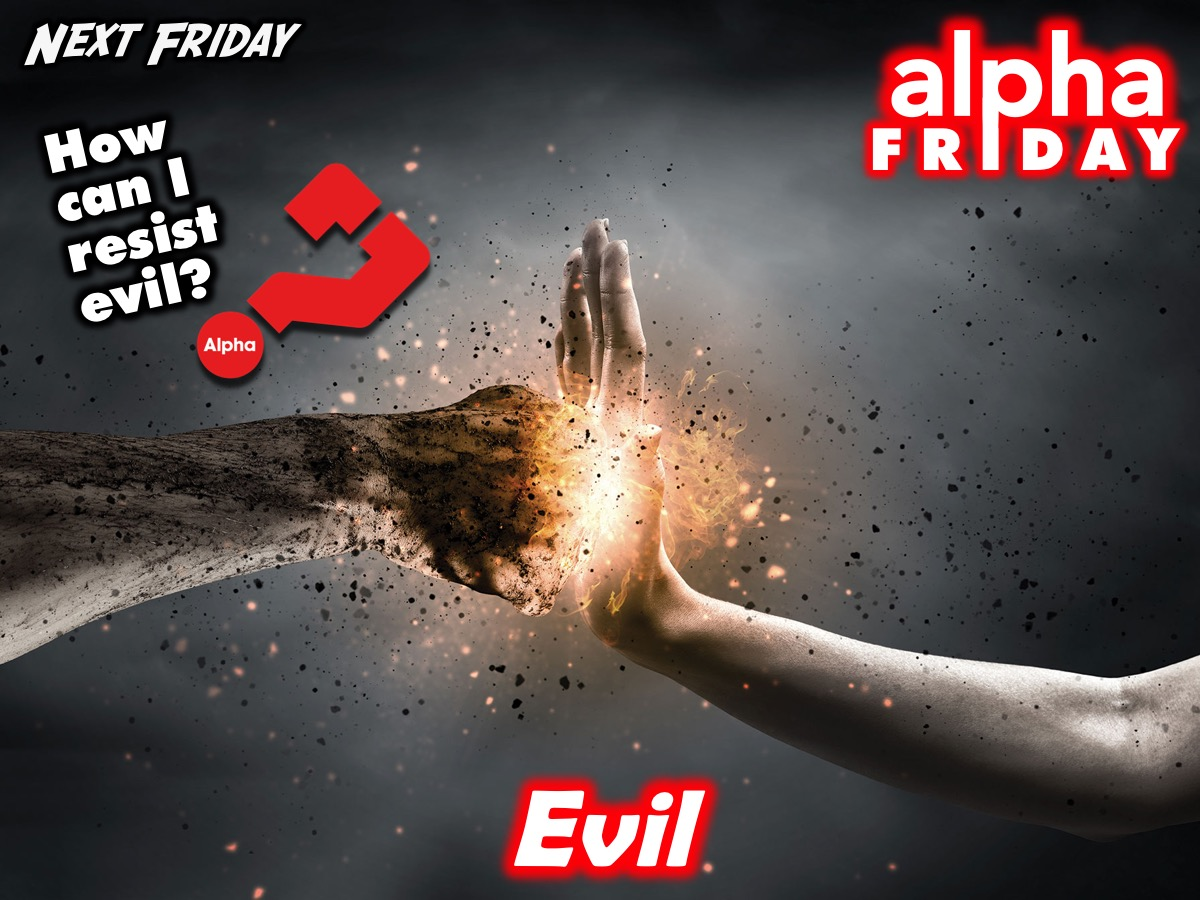 Next Friday
alpha
FRIDAY
How
can I
resist
evil?
Alpha
Evil